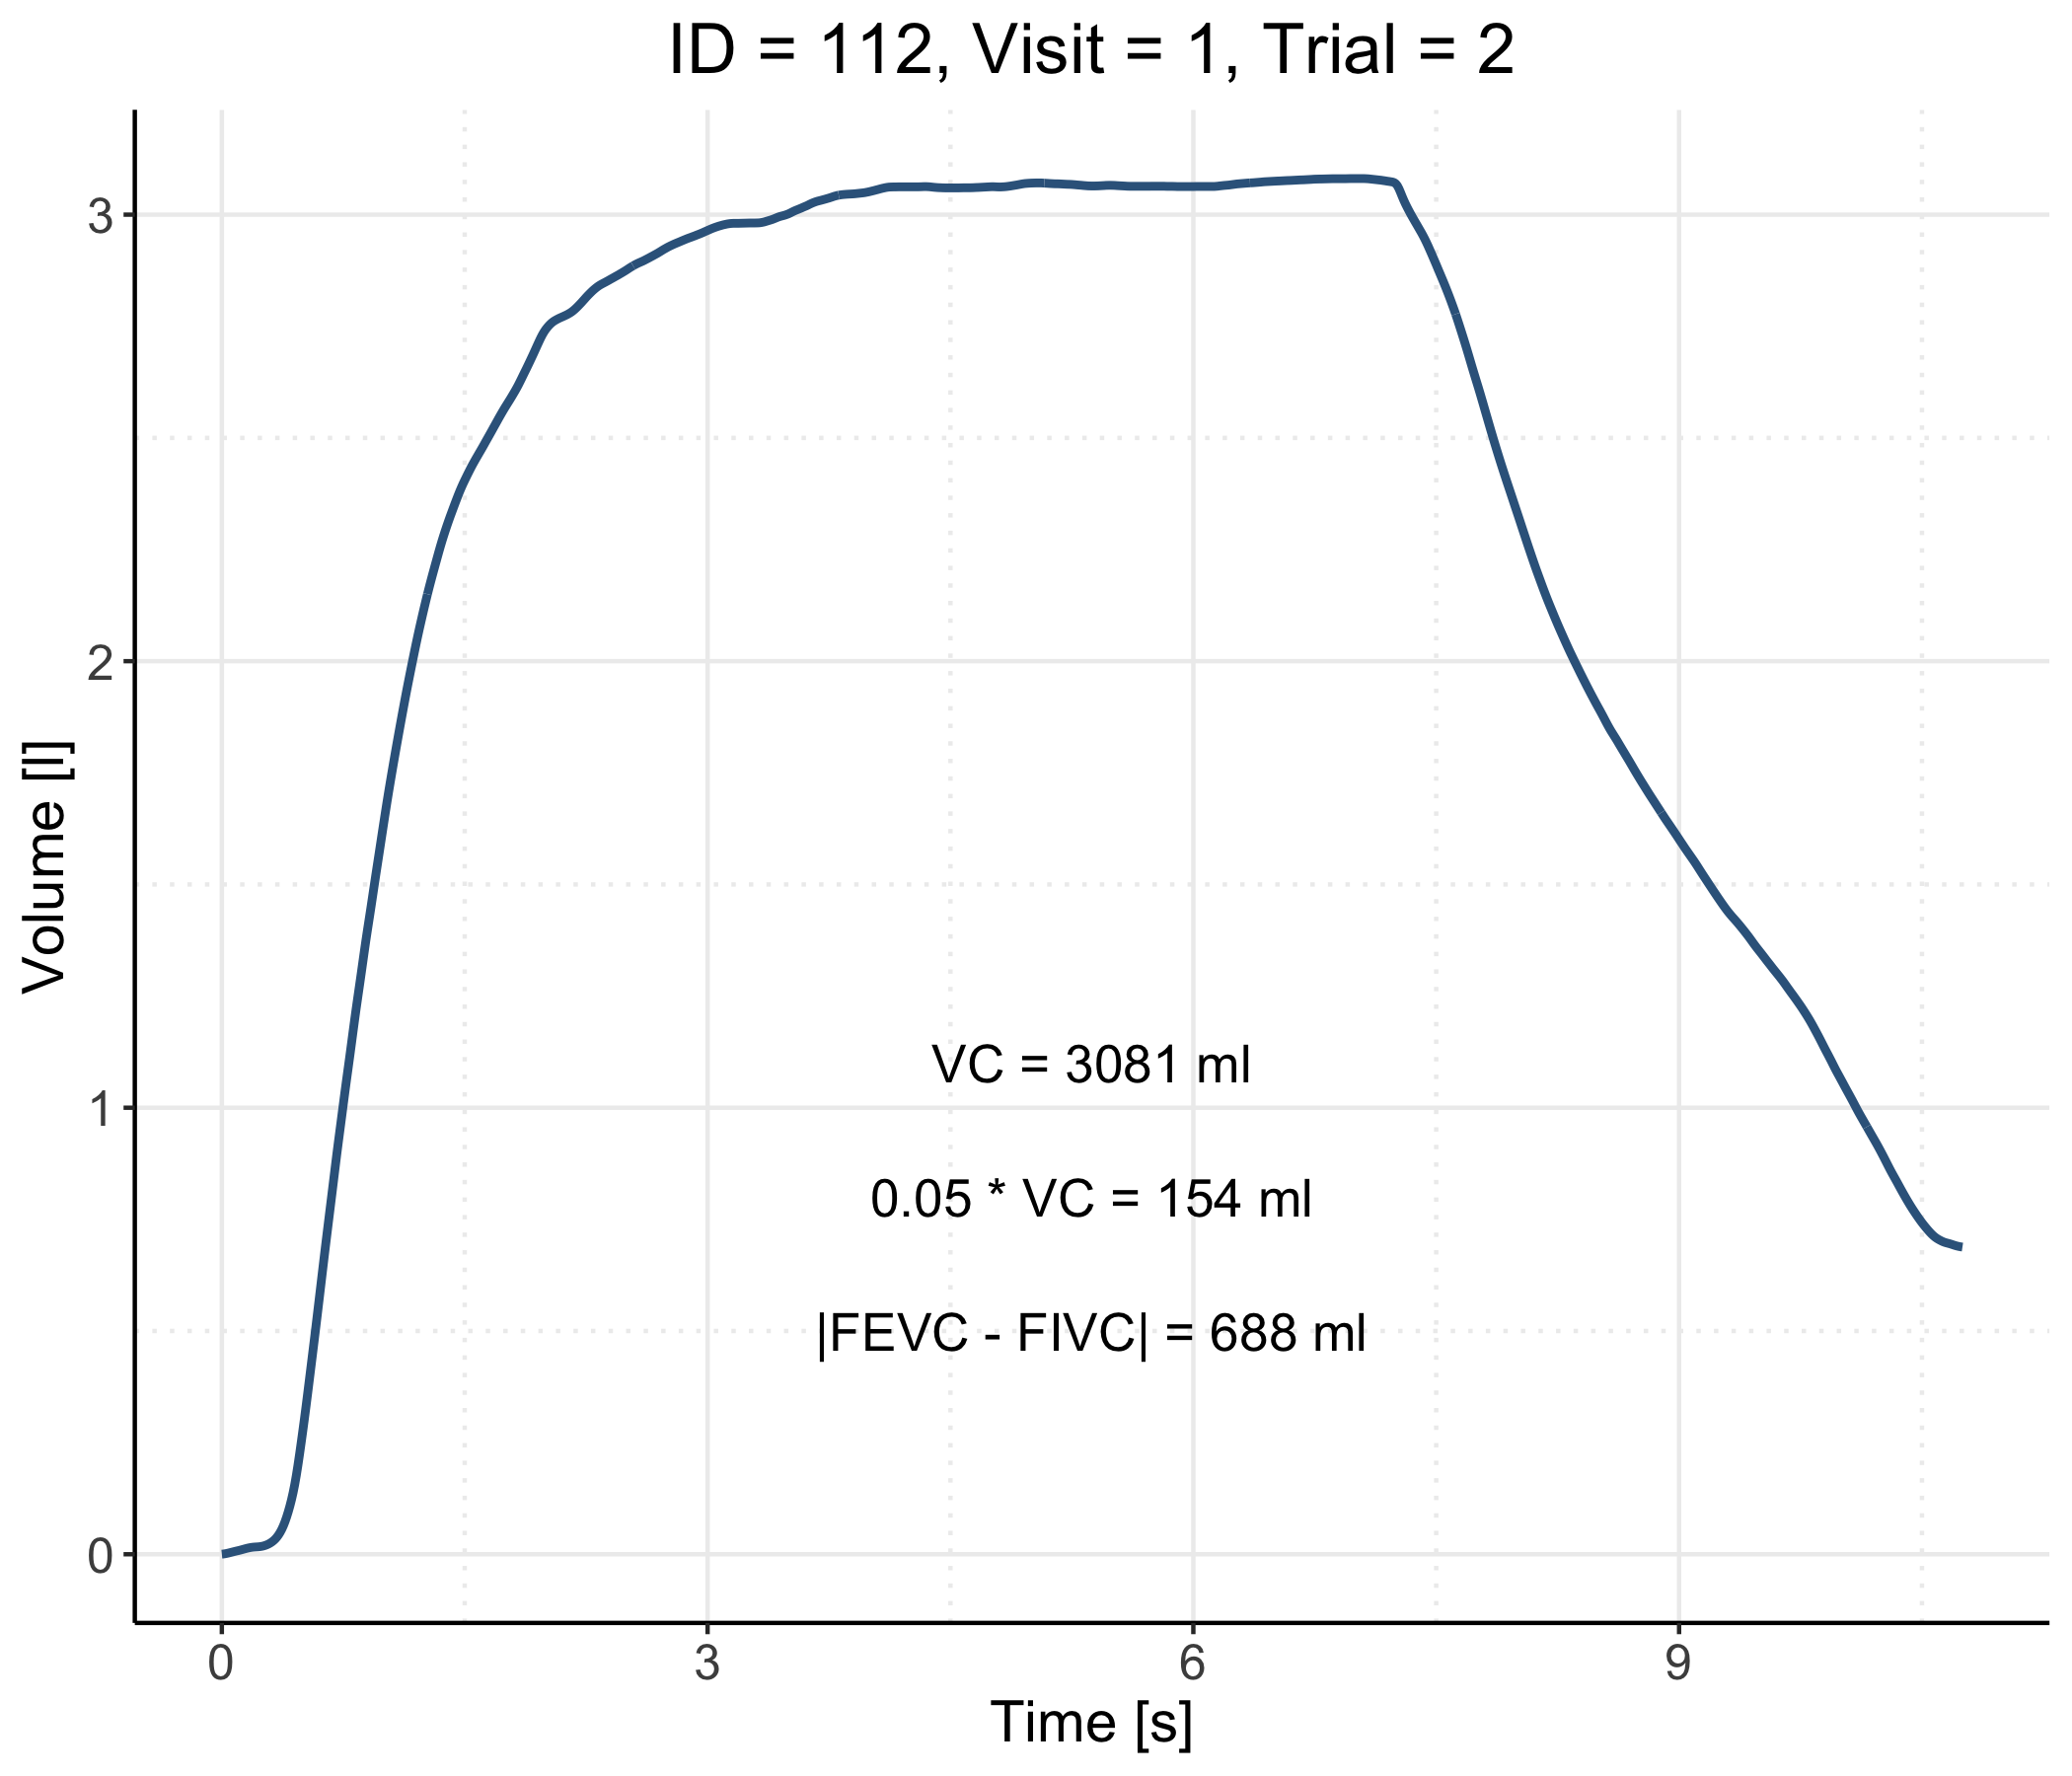 ID = 112, Visit = 1, Trial = 2
3
2
1
0
Volume [l]
VC = 3081 ml
0.05 * VC = 154 ml
|FEVC - FIVC| = 688 ml
0
3
6
9
Time [s]